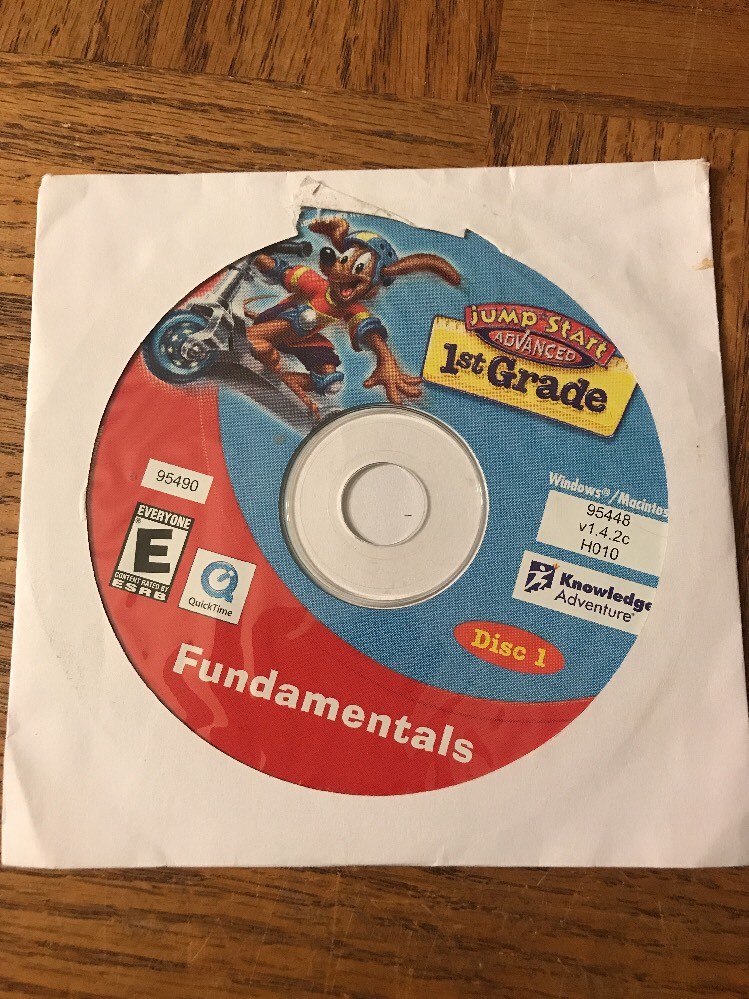 JUMP START
ADVANCED
1st Grade
95490
EVERYONE
E
CONTENT RATED BY
ESRB
QuickTime
Windows®/Macintos
95448
v1.4.2c
H010
Knowledge
Adventure®
Disc 1
Fundamentals